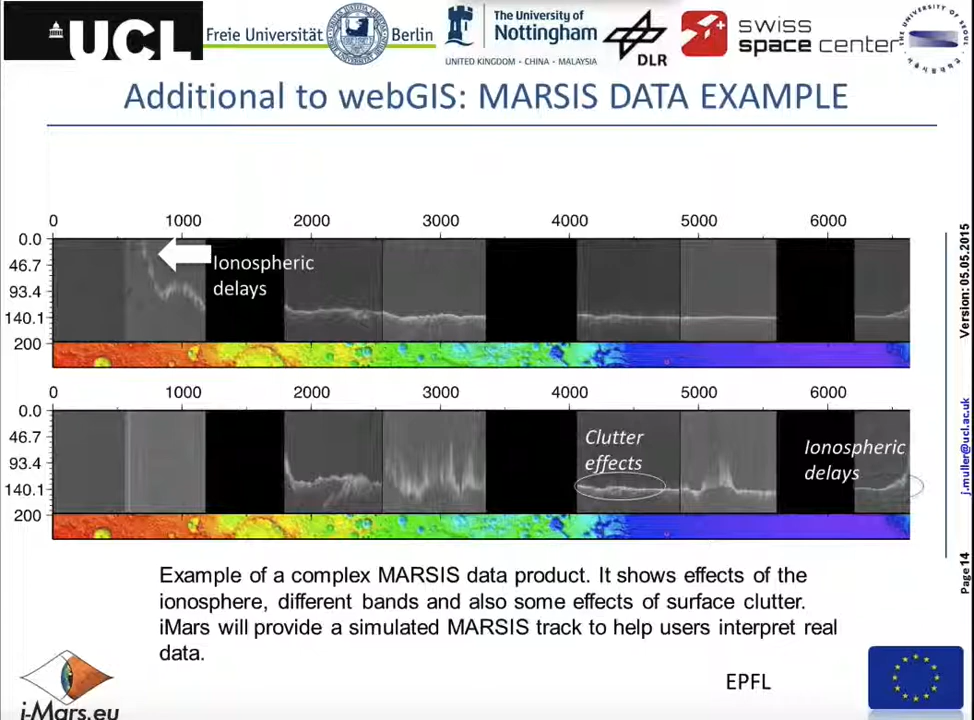 UCL
Freie Universität Berlin
The University of
Nottingham
UNITED KINGDOM · CHINA · MALAYSIA
DLR
swiss
space center
Additional to webGIS: MARSIS DATA EXAMPLE
0 1000 2000 3000 4000 5000 6000
0.0
46.7
93.4
140.1
200
Ionospheric
delays
0 1000 2000 3000 4000 5000 6000
0.0
46.7
93.4
140.1
200
Clutter
effects
Ionospheric
delays
Example of a complex MARSIS data product. It shows effects of the
ionosphere, different bands and also some effects of surface clutter.
iMars will provide a simulated MARSIS track to help users interpret real
data.
EPFL
i-Mars.eu
Version: 05.05.2015
j.muller@ucl.ac.uk
Page 14